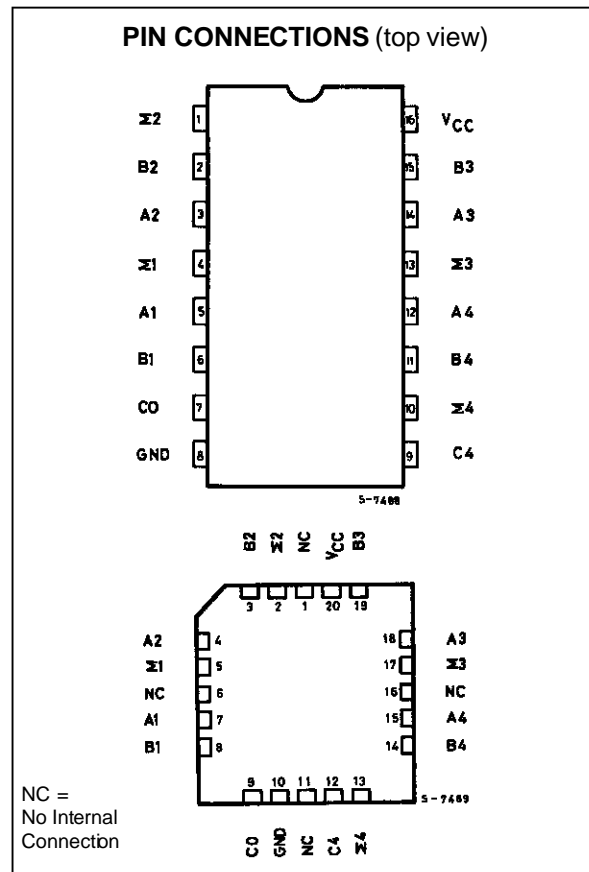 PIN CONNECTIONS (top view)
Σ2 1 16 VCC
B2 2 15 B3
A2 3 14 A3
Σ1 4 13 Σ3
A1 5 12 A4
B1 6 11 B4
C0 7 10 Σ4
GND 8 9 C4
S-7488
B2 Σ2 NC VCC B3
3 2 1 20 19
A2 4 18 A3
Σ1 5 17 Σ3
NC 6 16 NC
A1 7 15 A4
B1 8 14 B4
9 10 11 12 13
S-7489
C0 GND NC C4 Σ4
NC =
No Internal
Connection